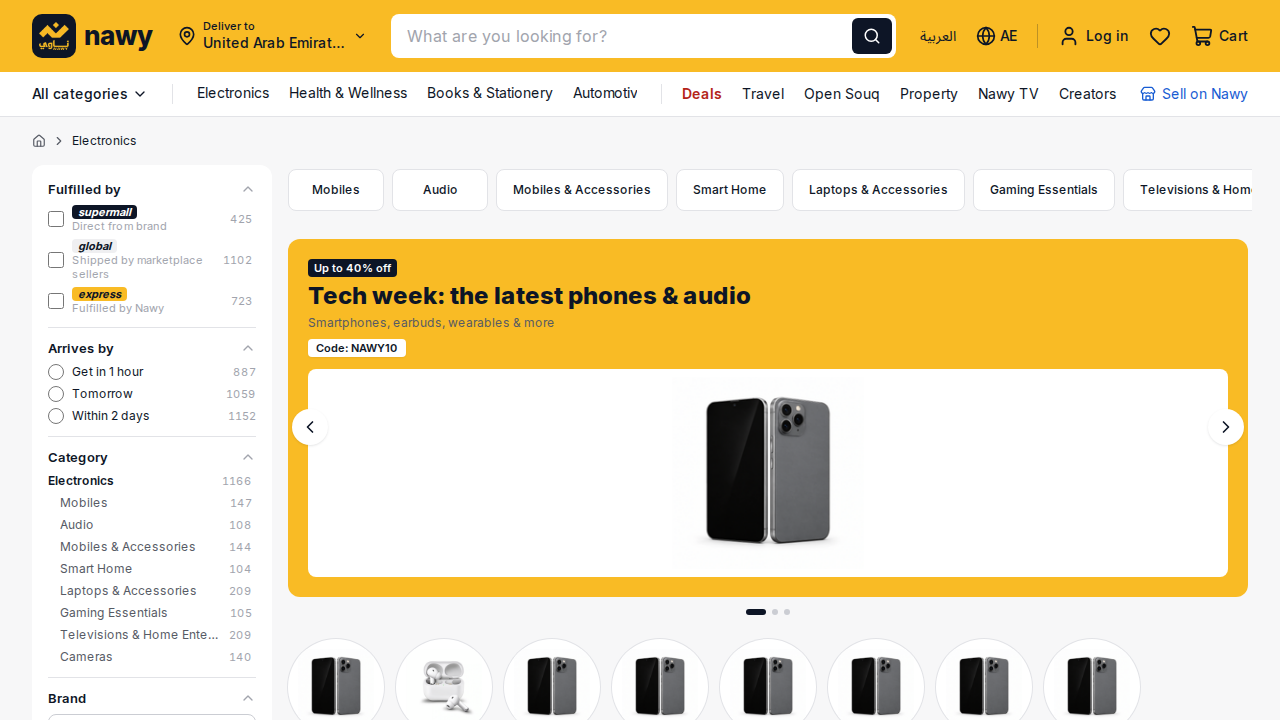 نـاوي
NAWY
nawy
Deliver to
United Arab Emirat...
What are you looking for?
العربية
AE
Log in
Cart
All categories
Electronics
Health & Wellness
Books & Stationery
Automotiv
Deals
Travel
Open Souq
Property
Nawy TV
Creators
Sell on Nawy
Electronics
Fulfilled by
supermall
Direct from brand
425
global
Shipped by marketplace
sellers
1102
express
Fulfilled by Nawy
723
Arrives by
Get in 1 hour
887
Tomorrow
1059
Within 2 days
1152
Category
Electronics
1166
Mobiles
147
Audio
108
Mobiles & Accessories
144
Smart Home
104
Laptops & Accessories
209
Gaming Essentials
105
Televisions & Home Ente...
209
Cameras
140
Brand
Mobiles
Audio
Mobiles & Accessories
Smart Home
Laptops & Accessories
Gaming Essentials
Televisions & Hom
Up to 40% off
Tech week: the latest phones & audio
Smartphones, earbuds, wearables & more
Code: NAWY10